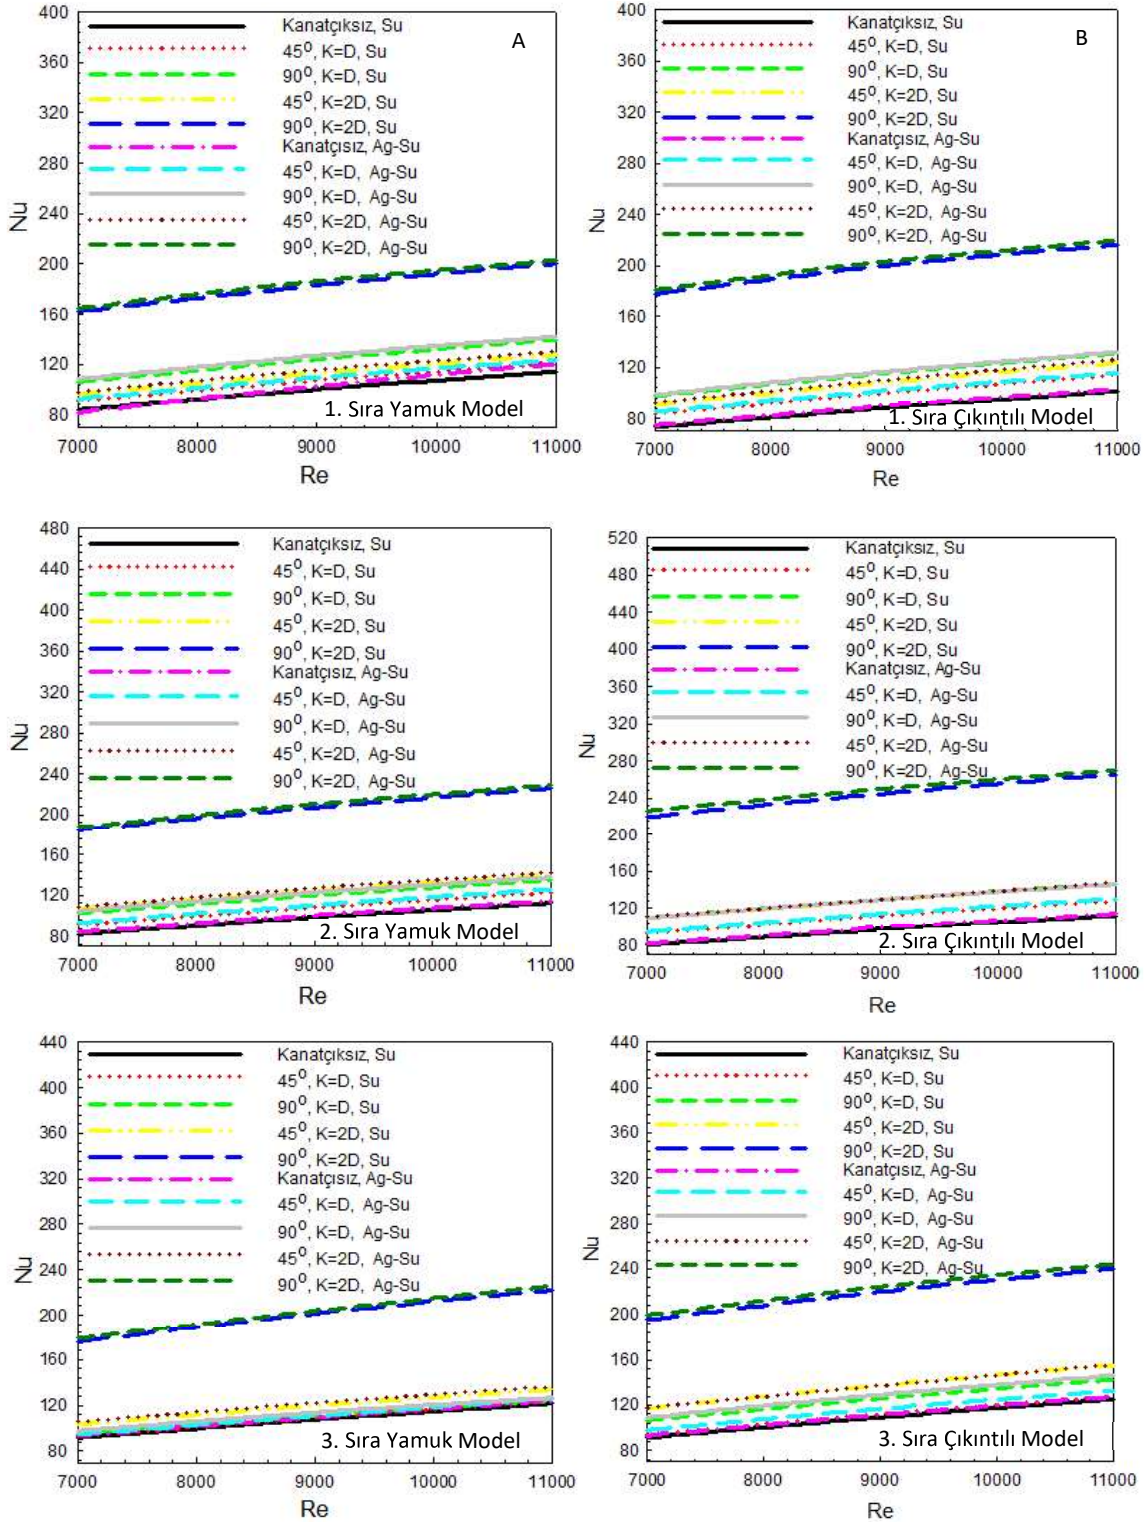 A
Nu
400
360
320
280
240
200
160
120
80
Kanatçıksız, Su
45⁰, K=D, Su
90⁰, K=D, Su
45⁰, K=2D, Su
90⁰, K=2D, Su
Kanatçısız, Ag-Su
45⁰, K=D, Ag-Su
90⁰, K=D, Ag-Su
45⁰, K=2D, Ag-Su
90⁰, K=2D, Ag-Su
1. Sıra Yamuk Model
7000 8000 9000 10000 11000
Re
B
Nu
400
360
320
280
240
200
160
120
80
Kanatçıksız, Su
45⁰, K=D, Su
90⁰, K=D, Su
45⁰, K=2D, Su
90⁰, K=2D, Su
Kanatçısız, Ag-Su
45⁰, K=D, Ag-Su
90⁰, K=D, Ag-Su
45⁰, K=2D, Ag-Su
90⁰, K=2D, Ag-Su
1. Sıra Çıkıntılı Model
7000 8000 9000 10000 11000
Re
Nu
480
440
400
360
320
280
240
200
160
120
80
Kanatçıksız, Su
45⁰, K=D, Su
90⁰, K=D, Su
45⁰, K=2D, Su
90⁰, K=2D, Su
Kanatçısız, Ag-Su
45⁰, K=D, Ag-Su
90⁰, K=D, Ag-Su
45⁰, K=2D, Ag-Su
90⁰, K=2D, Ag-Su
2. Sıra Yamuk Model
7000 8000 9000 10000 11000
Re
Nu
520
480
440
400
360
320
280
240
200
160
120
80
Kanatçıksız, Su
45⁰, K=D, Su
90⁰, K=D, Su
45⁰, K=2D, Su
90⁰, K=2D, Su
Kanatçısız, Ag-Su
45⁰, K=D, Ag-Su
90⁰, K=D, Ag-Su
45⁰, K=2D, Ag-Su
90⁰, K=2D, Ag-Su
2. Sıra Çıkıntılı Model
7000 8000 9000 10000 11000
Re
Nu
440
400
360
320
280
240
200
160
120
80
Kanatçıksız, Su
45⁰, K=D, Su
90⁰, K=D, Su
45⁰, K=2D, Su
90⁰, K=2D, Su
Kanatçısız, Ag-Su
45⁰, K=D, Ag-Su
90⁰, K=D, Ag-Su
45⁰, K=2D, Ag-Su
90⁰, K=2D, Ag-Su
3. Sıra Yamuk Model
7000 8000 9000 10000 11000
Re
Nu
440
400
360
320
280
240
200
160
120
80
Kanatçıksız, Su
45⁰, K=D, Su
90⁰, K=D, Su
45⁰, K=2D, Su
90⁰, K=2D, Su
Kanatçısız, Ag-Su
45⁰, K=D, Ag-Su
90⁰, K=D, Ag-Su
45⁰, K=2D, Ag-Su
90⁰, K=2D, Ag-Su
3. Sıra Çıkıntılı Model
7000 8000 9000 10000 11000
Re